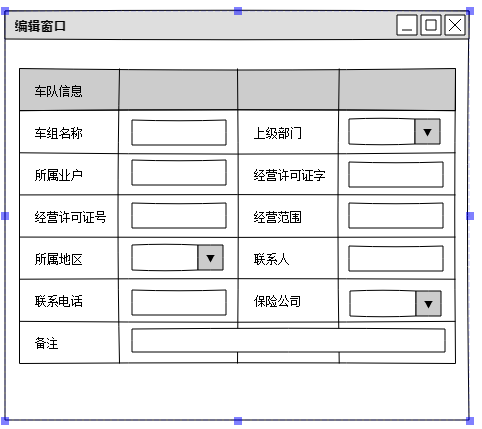 编辑窗口
车队信息
车组名称 上级部门
所属业户 经营许可证字
经营许可证号 经营范围
所属地区 联系人
联系电话 保险公司
备注